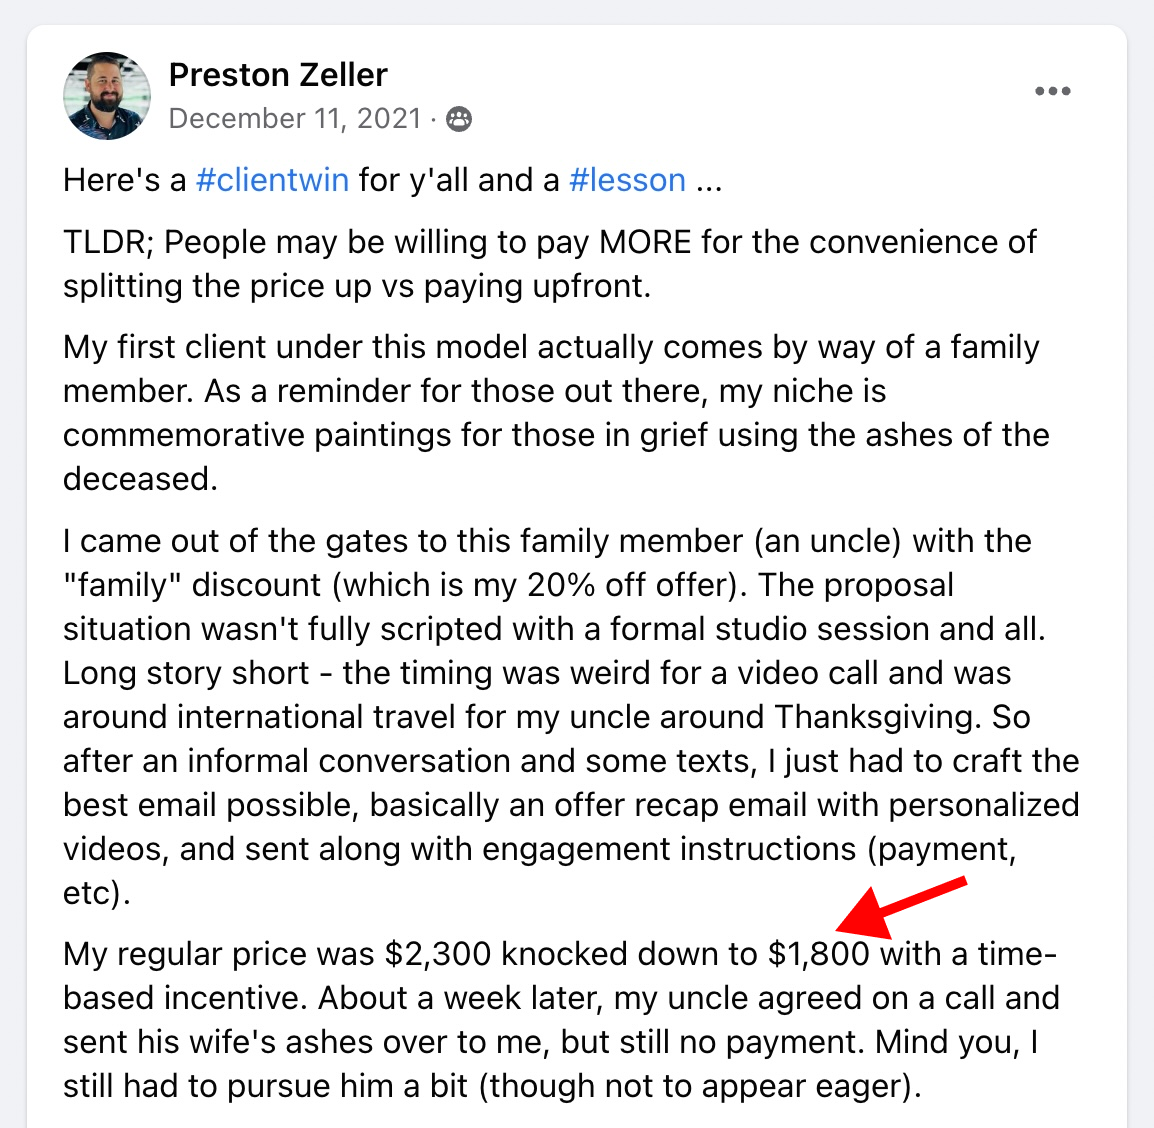 Preston Zeller
December 11, 2021 ·
Here's a #clientwin for y'all and a #lesson ...
TLDR; People may be willing to pay MORE for the convenience of
splitting the price up vs paying upfront.
My first client under this model actually comes by way of a family
member. As a reminder for those out there, my niche is
commemorative paintings for those in grief using the ashes of the
deceased.
I came out of the gates to this family member (an uncle) with the
"family" discount (which is my 20% off offer). The proposal
situation wasn't fully scripted with a formal studio session and all.
Long story short - the timing was weird for a video call and was
around international travel for my uncle around Thanksgiving. So
after an informal conversation and some texts, I just had to craft the
best email possible, basically an offer recap email with personalized
videos, and sent along with engagement instructions (payment,
etc).
My regular price was $2,300 knocked down to $1,800 with a time-
based incentive. About a week later, my uncle agreed on a call and
sent his wife's ashes over to me, but still no payment. Mind you, I
still had to pursue him a bit (though not to appear eager).